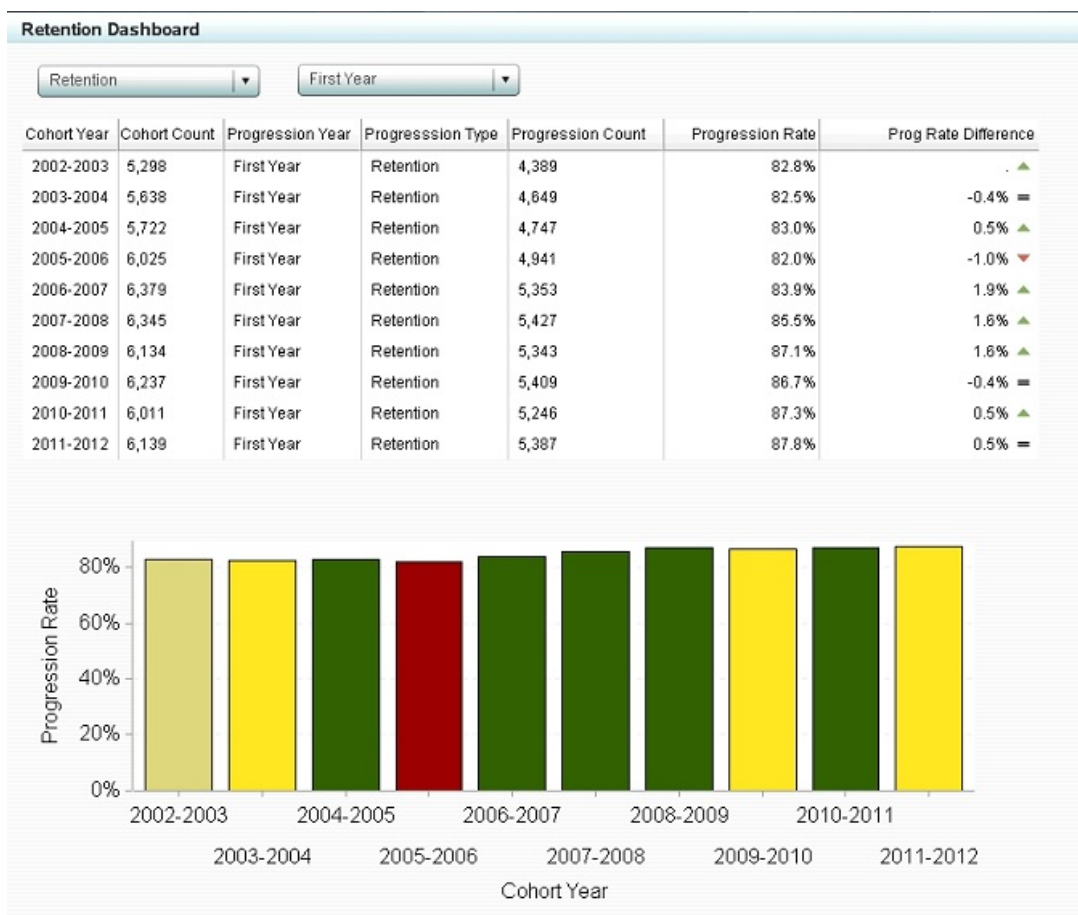 Retention Dashboard
Retention First Year
Cohort Year Cohort Count Progression Year Progresssion Type Progression Count Progression Rate Prog Rate Difference
2002-2003 5,298 First Year Retention 4,389 82.8% .
2003-2004 5,638 First Year Retention 4,649 82.5% -0.4% =
2004-2005 5,722 First Year Retention 4,747 83.0% 0.5%
2005-2006 6,025 First Year Retention 4,941 82.0% -1.0%
2006-2007 6,379 First Year Retention 5,353 83.9% 1.9%
2007-2008 6,345 First Year Retention 5,427 85.5% 1.6%
2008-2009 6,134 First Year Retention 5,343 87.1% 1.6%
2009-2010 6,237 First Year Retention 5,409 86.7% -0.4% =
2010-2011 6,011 First Year Retention 5,246 87.3% 0.5%
2011-2012 6,139 First Year Retention 5,387 87.8% 0.5% =
Progression Rate
80%
60%
40%
20%
0%
2002-2003 2004-2005 2006-2007 2008-2009 2010-2011
2003-2004 2005-2006 2007-2008 2009-2010 2011-2012
Cohort Year